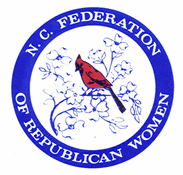 N. C. FEDERATION
OF REPUBLICAN WOMEN